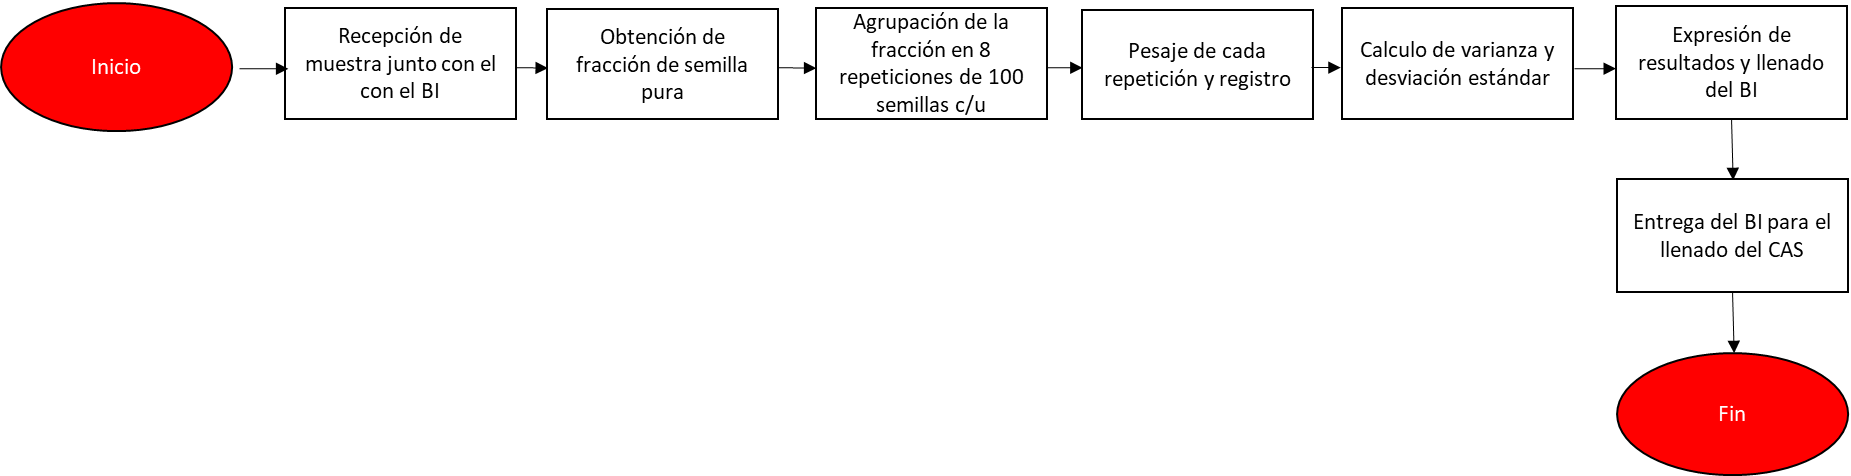 Inicio
Recepción de
muestra junto con el
con el BI
Obtención de
fracción de semilla
pura
Agrupación de la
fracción en 8
repeticiones de 100
semillas c/u
Pesaje de cada
repetición y registro
Calculo de varianza y
desviación estándar
Expresión de
resultados y llenado
del BI
Entrega del BI para el
llenado del CAS
Fin